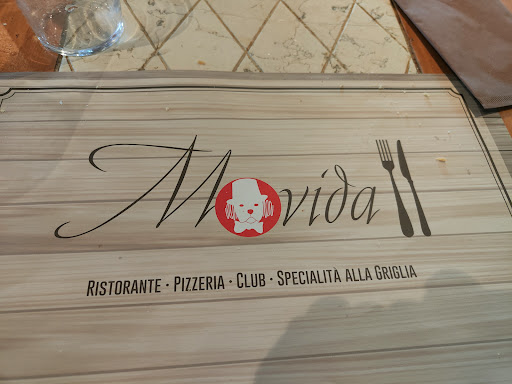 Movida
RISTORANTE · PIZZERIA · CLUB · SPECIALITÀ ALLA GRIGLIA